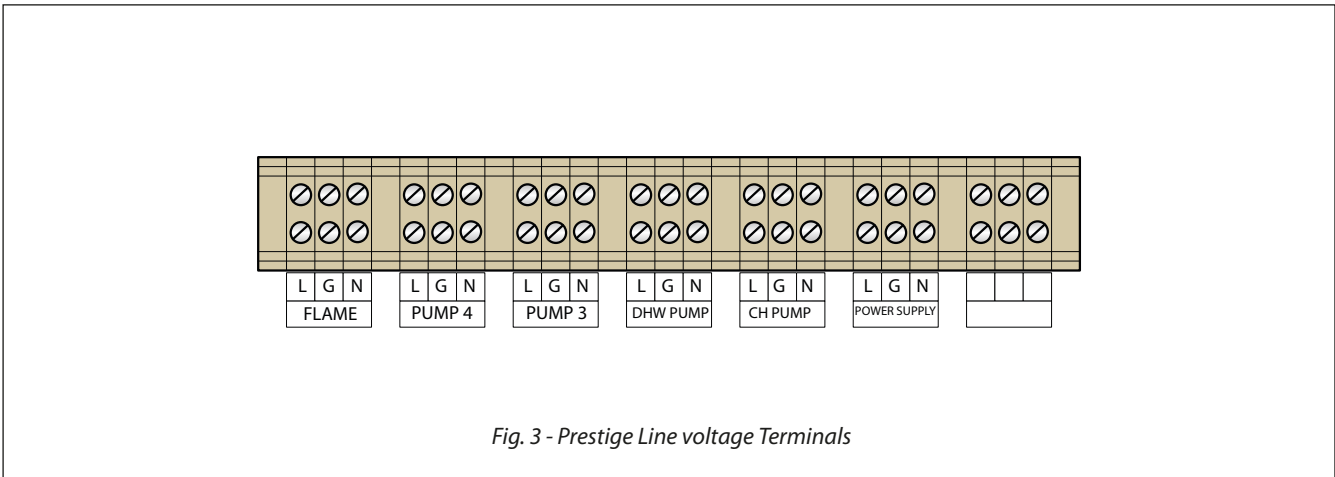 L G N L G N L G N L G N L G N L G N
FLAME PUMP 4 PUMP 3 DHW PUMP CH PUMP POWER SUPPLY
Fig. 3 - Prestige Line voltage Terminals